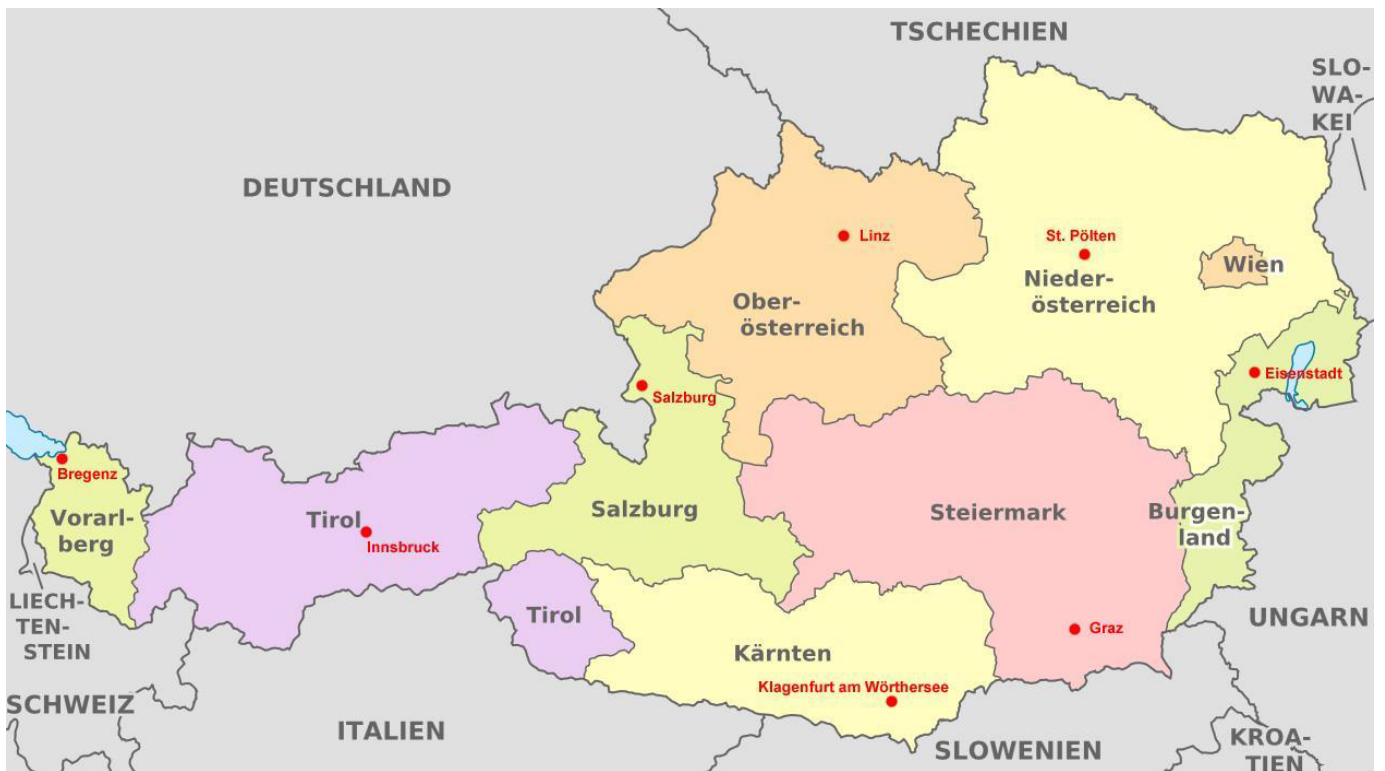 TSCHECHIEN
SLO-
WA-
KEI
DEUTSCHLAND
Linz
St. Pölten
Wien
Nieder-
österreich
Ober-
österreich
Eisenstadt
Salzburg
Bregenz
Vorarl-
berg
Tirol
Innsbruck
Salzburg
Steiermark
Burgen-
land
LIECH-
TEN-
STEIN
Tirol
Graz
UNGARN
Kärnten
Klagenfurt am Wörthersee
SCHWEIZ
ITALIEN
SLOWENIEN
KROA-
TIEN